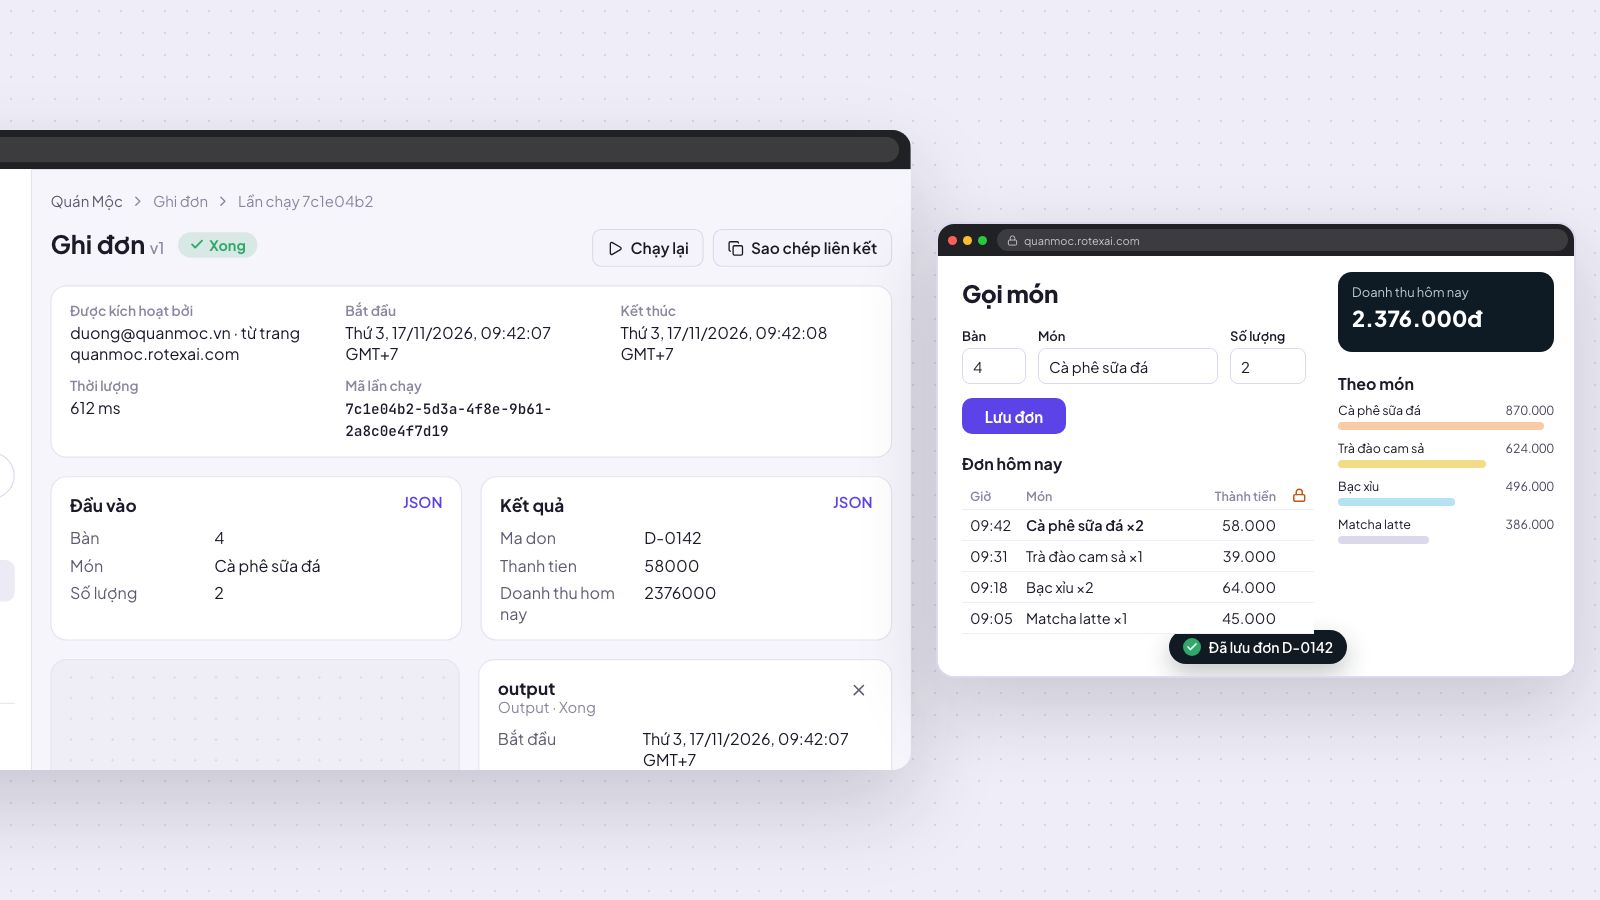 Quán Mộc > Ghi đơn > Lần chạy 7c1e04b2
Ghi đơn v1 Xong
Chạy lại
Sao chép liên kết
Được kích hoạt bởi
duong@quanmoc.vn · từ trang
quanmoc.rotexai.com
Bắt đầu
Thứ 3, 17/11/2026, 09:42:07
GMT+7
Kết thúc
Thứ 3, 17/11/2026, 09:42:08
GMT+7
Thời lượng
612 ms
Mã lần chạy
7c1e04b2-5d3a-4f8e-9b61-
2a8c0e4f7d19
Đầu vào JSON
Bàn 4
Món Cà phê sữa đá
Số lượng 2
Kết quả JSON
Ma don D-0142
Thanh tien 58000
Doanh thu hom 2376000
nay
output
Output · Xong
Bắt đầu Thứ 3, 17/11/2026, 09:42:07
GMT+7
quanmoc.rotexai.com
Gọi món
Bàn Món Số lượng
4 Cà phê sữa đá 2
Lưu đơn
Đơn hôm nay
Giờ Món Thành tiền
09:42 Cà phê sữa đá ×2 58.000
09:31 Trà đào cam sả ×1 39.000
09:18 Bạc xỉu ×2 64.000
09:05 Matcha latte ×1 45.000
Đã lưu đơn D-0142
Doanh thu hôm nay
2.376.000đ
Theo món
Cà phê sữa đá 870.000
Trà đào cam sả 624.000
Bạc xỉu 496.000
Matcha latte 386.000